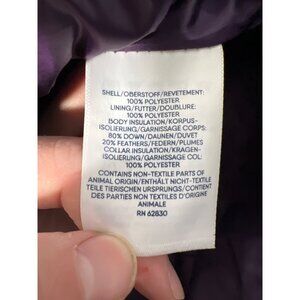 SHELL/OBERSTOFF/REVETEMENT:
100% POLYESTER
LINING/FUTTER/DOUBLURE:
100% POLYESTER
BODY INSULATION/KORPUS-
ISOLIERUNG/GARNISSAGE CORPS:
80% DOWN/DAUNEN/DUVET
20% FEATHERS/FEDERN/PLUMES
COLLAR INSULATION/KRAGEN-
ISOLIERUNG/GARNISSAGE COL:
100% POLYESTER
CONTAINS NON-TEXTILE PARTS OF
ANIMAL ORIGIN/ENTHÄLT NICHT-TEXTILE
TEILE TIERISCHEN URSPRUNGS/CONTIENT
DES PARTIES NON TEXTILES D'ORIGINE
ANIMALE
RN 62830